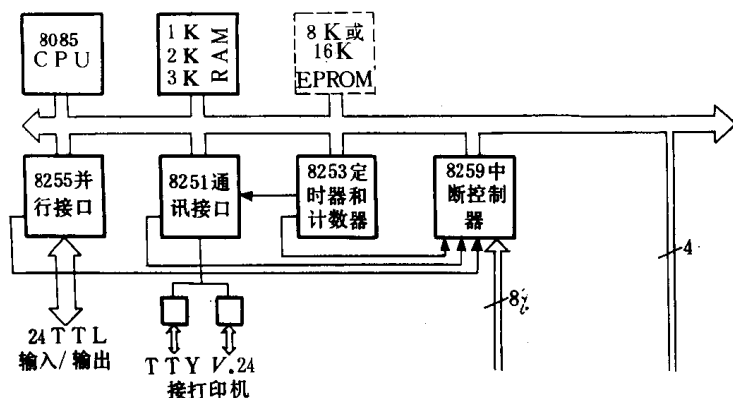 8085
CPU
1K
2K
3K
RAM
8K或
16K
EPROM
8255并
行接口
8251通
讯接口
8253定
时器和
计数器
8259中
断控制
器
4
8
24TTL
输入/输出
TTY V.24
接打印机